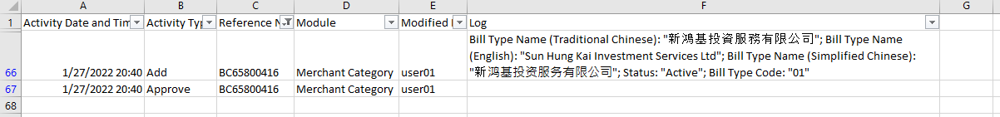 A B C D E F G
1 Activity Date and Tim Activity Typ Reference N Module Modified Log
Bill Type Name (Traditional Chinese): "新鴻基投資服務有限公司"; Bill Type Name
(English): "Sun Hung Kai Investment Services Ltd"; Bill Type Name (Simplified Chinese):
66 1/27/2022 20:40 Add BC65800416 Merchant Category user01 "新鸿基投资服务有限公司"; Status: "Active"; Bill Type Code: "01"
67 1/27/2022 20:40 Approve BC65800416 Merchant Category user01
68